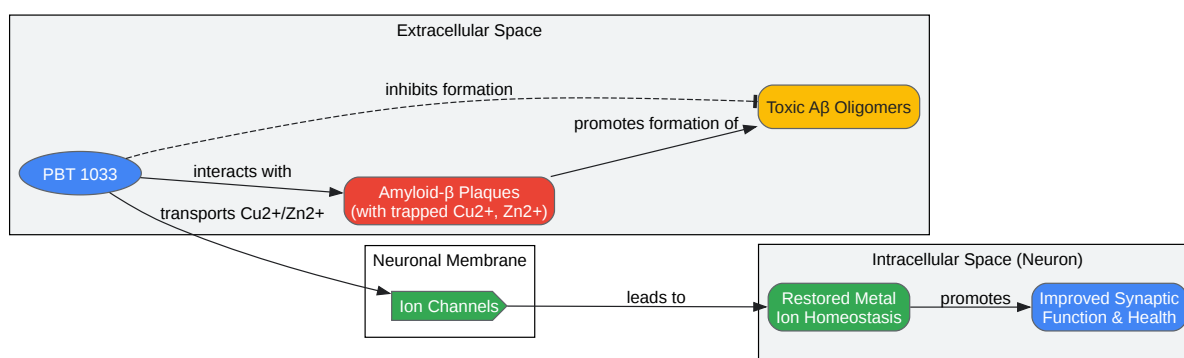 Extracellular Space
inhibits formation
Toxic Aβ Oligomers
promotes formation of
PBT 1033
interacts with
Amyloid-β Plaques
(with trapped Cu2+, Zn2+)
transports Cu2+/Zn2+
Neuronal Membrane
Ion Channels
leads to
Intracellular Space (Neuron)
Restored Metal
Ion Homeostasis
promotes
Improved Synaptic
Function & Health